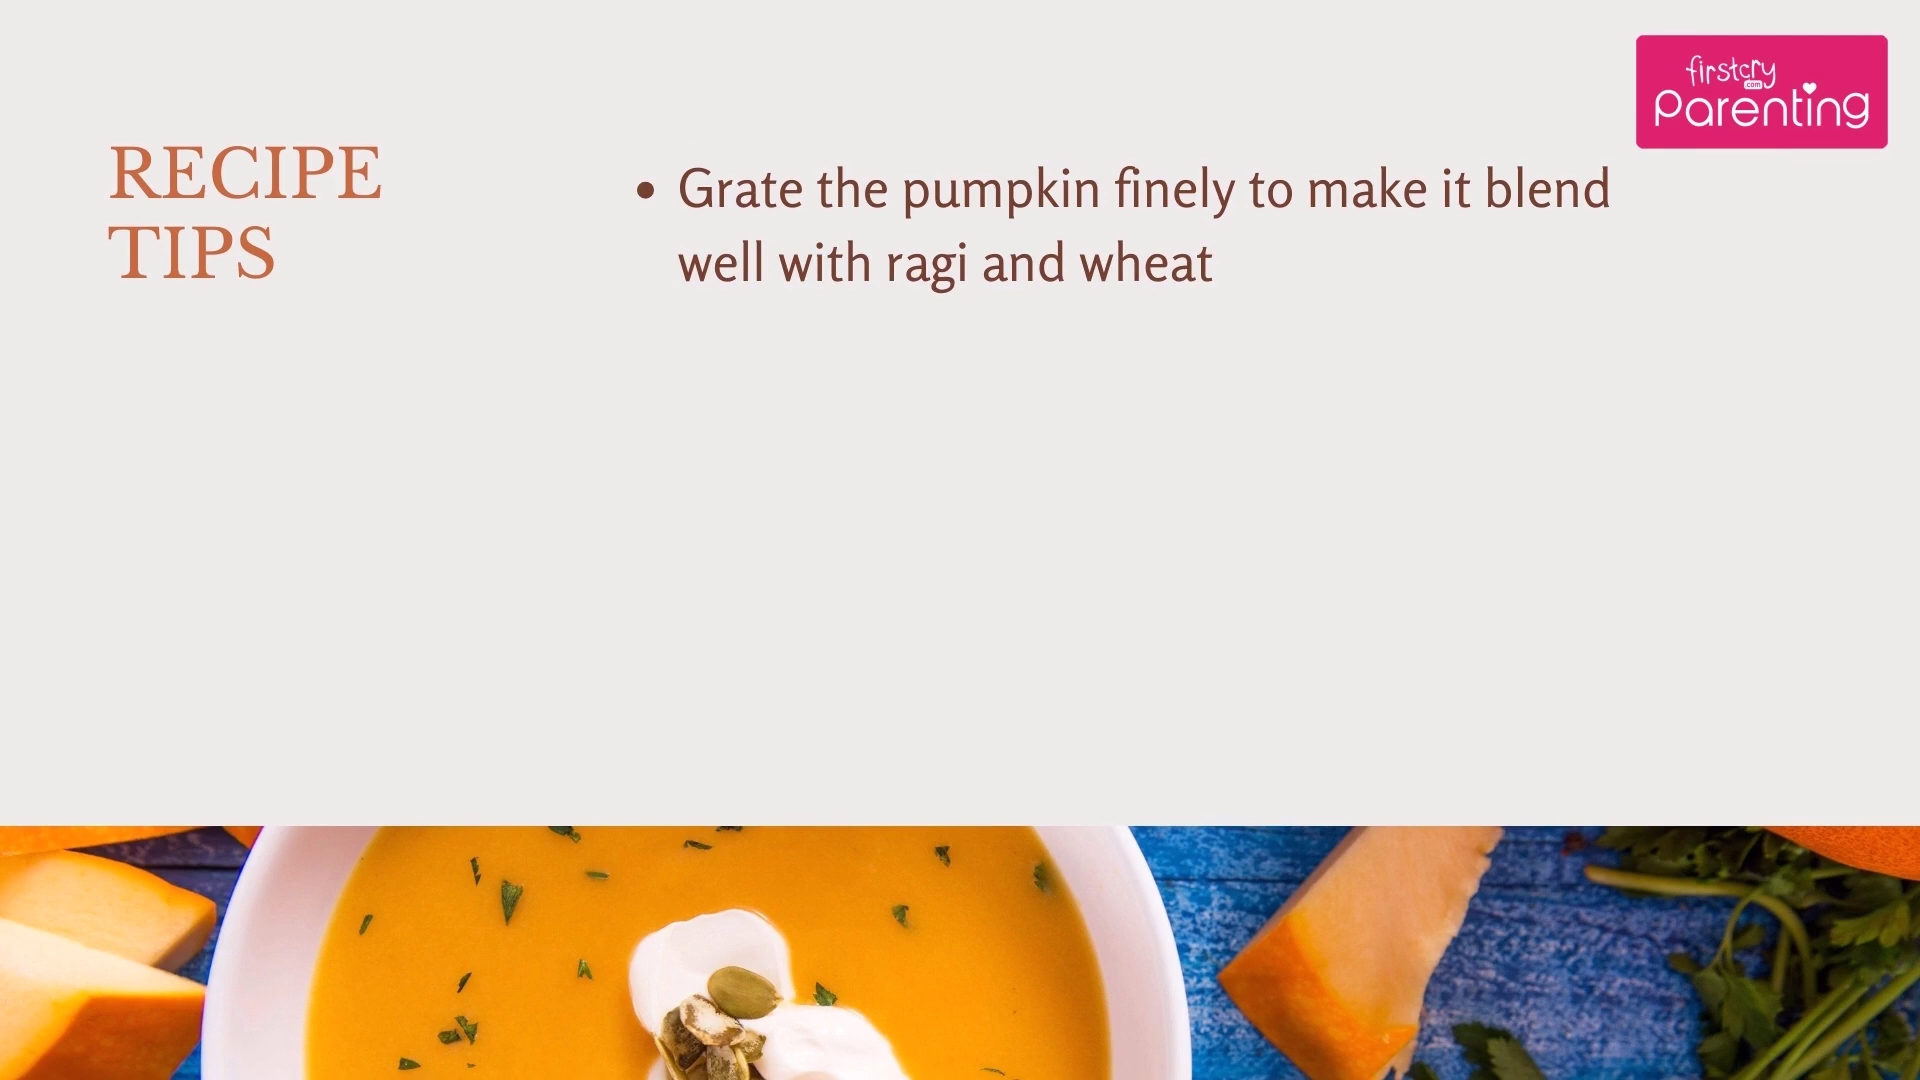 firstcry
.com
Parenting
RECIPE
TIPS
• Grate the pumpkin finely to make it blend
well with ragi and wheat